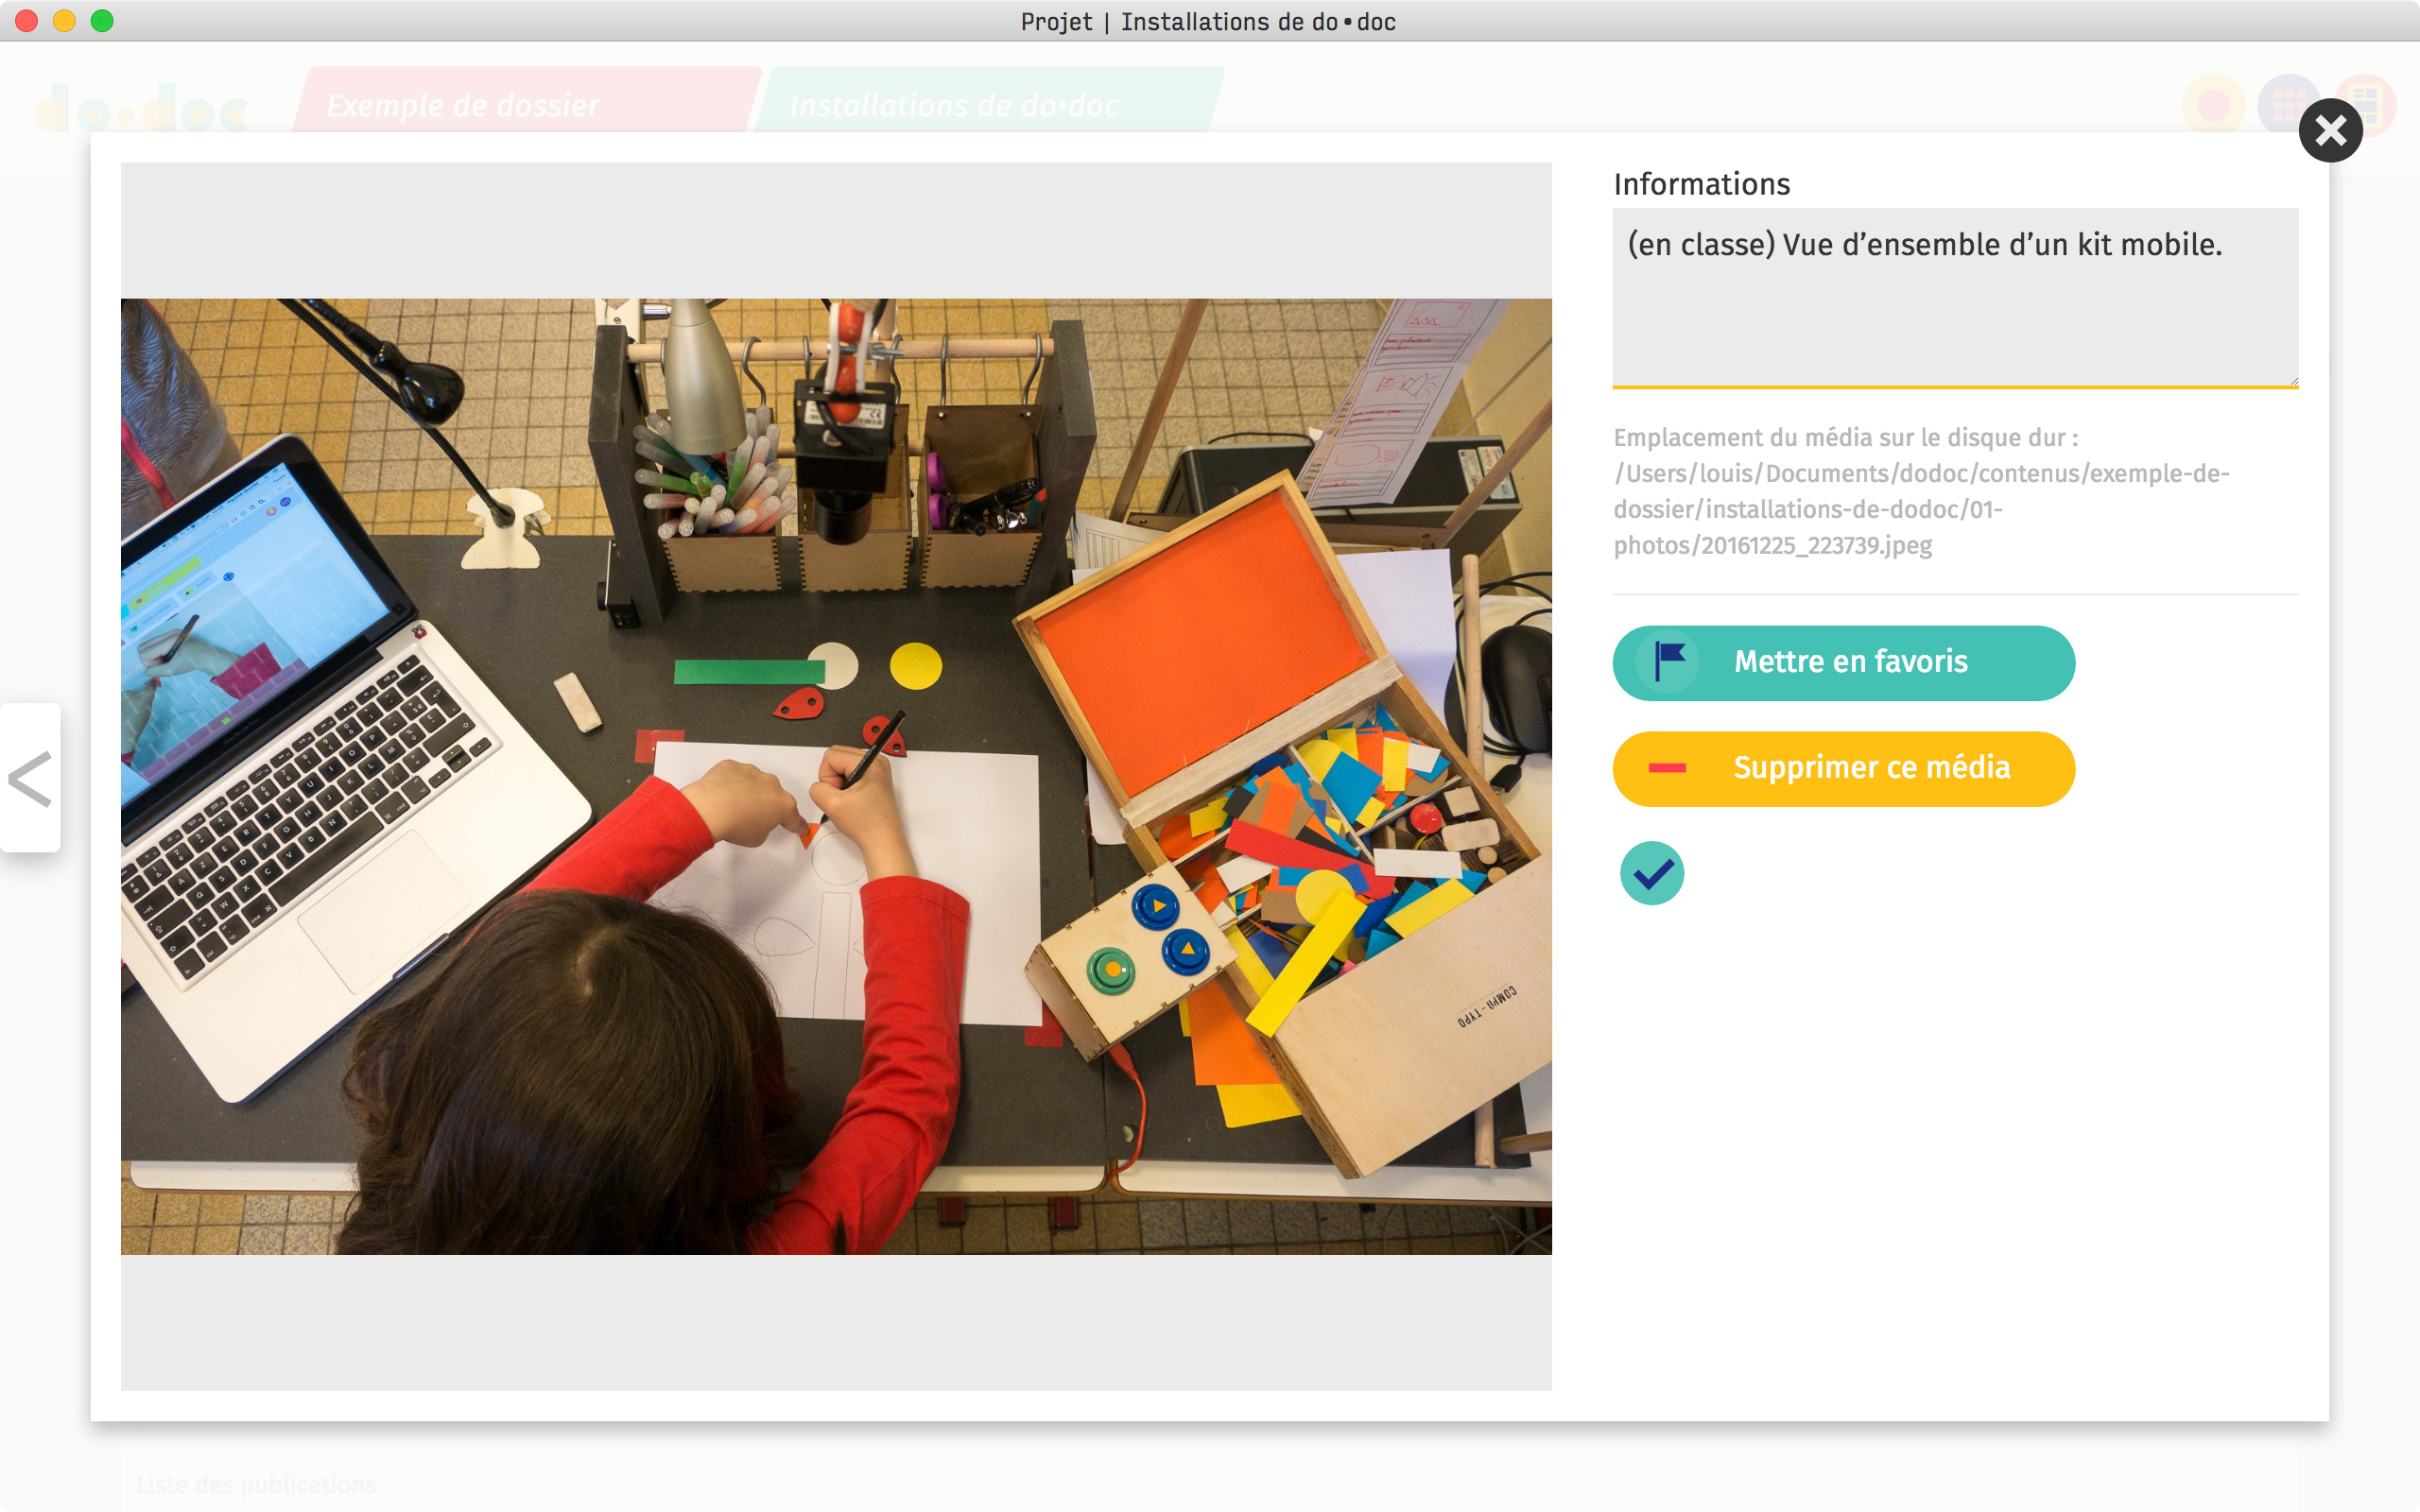 Projet | Installations de do•doc
do•doc
Exemple de dossier
Installations de do•doc
Informations
(en classe) Vue d’ensemble d’un kit mobile.
Emplacement du média sur le disque dur :
/Users/louis/Documents/dodoc/contenus/exemple-de-
dossier/installations-de-dodoc/01-
photos/20161225_223739.jpeg
Mettre en favoris
Supprimer ce média
COMPA-TYPO
Liste des publications